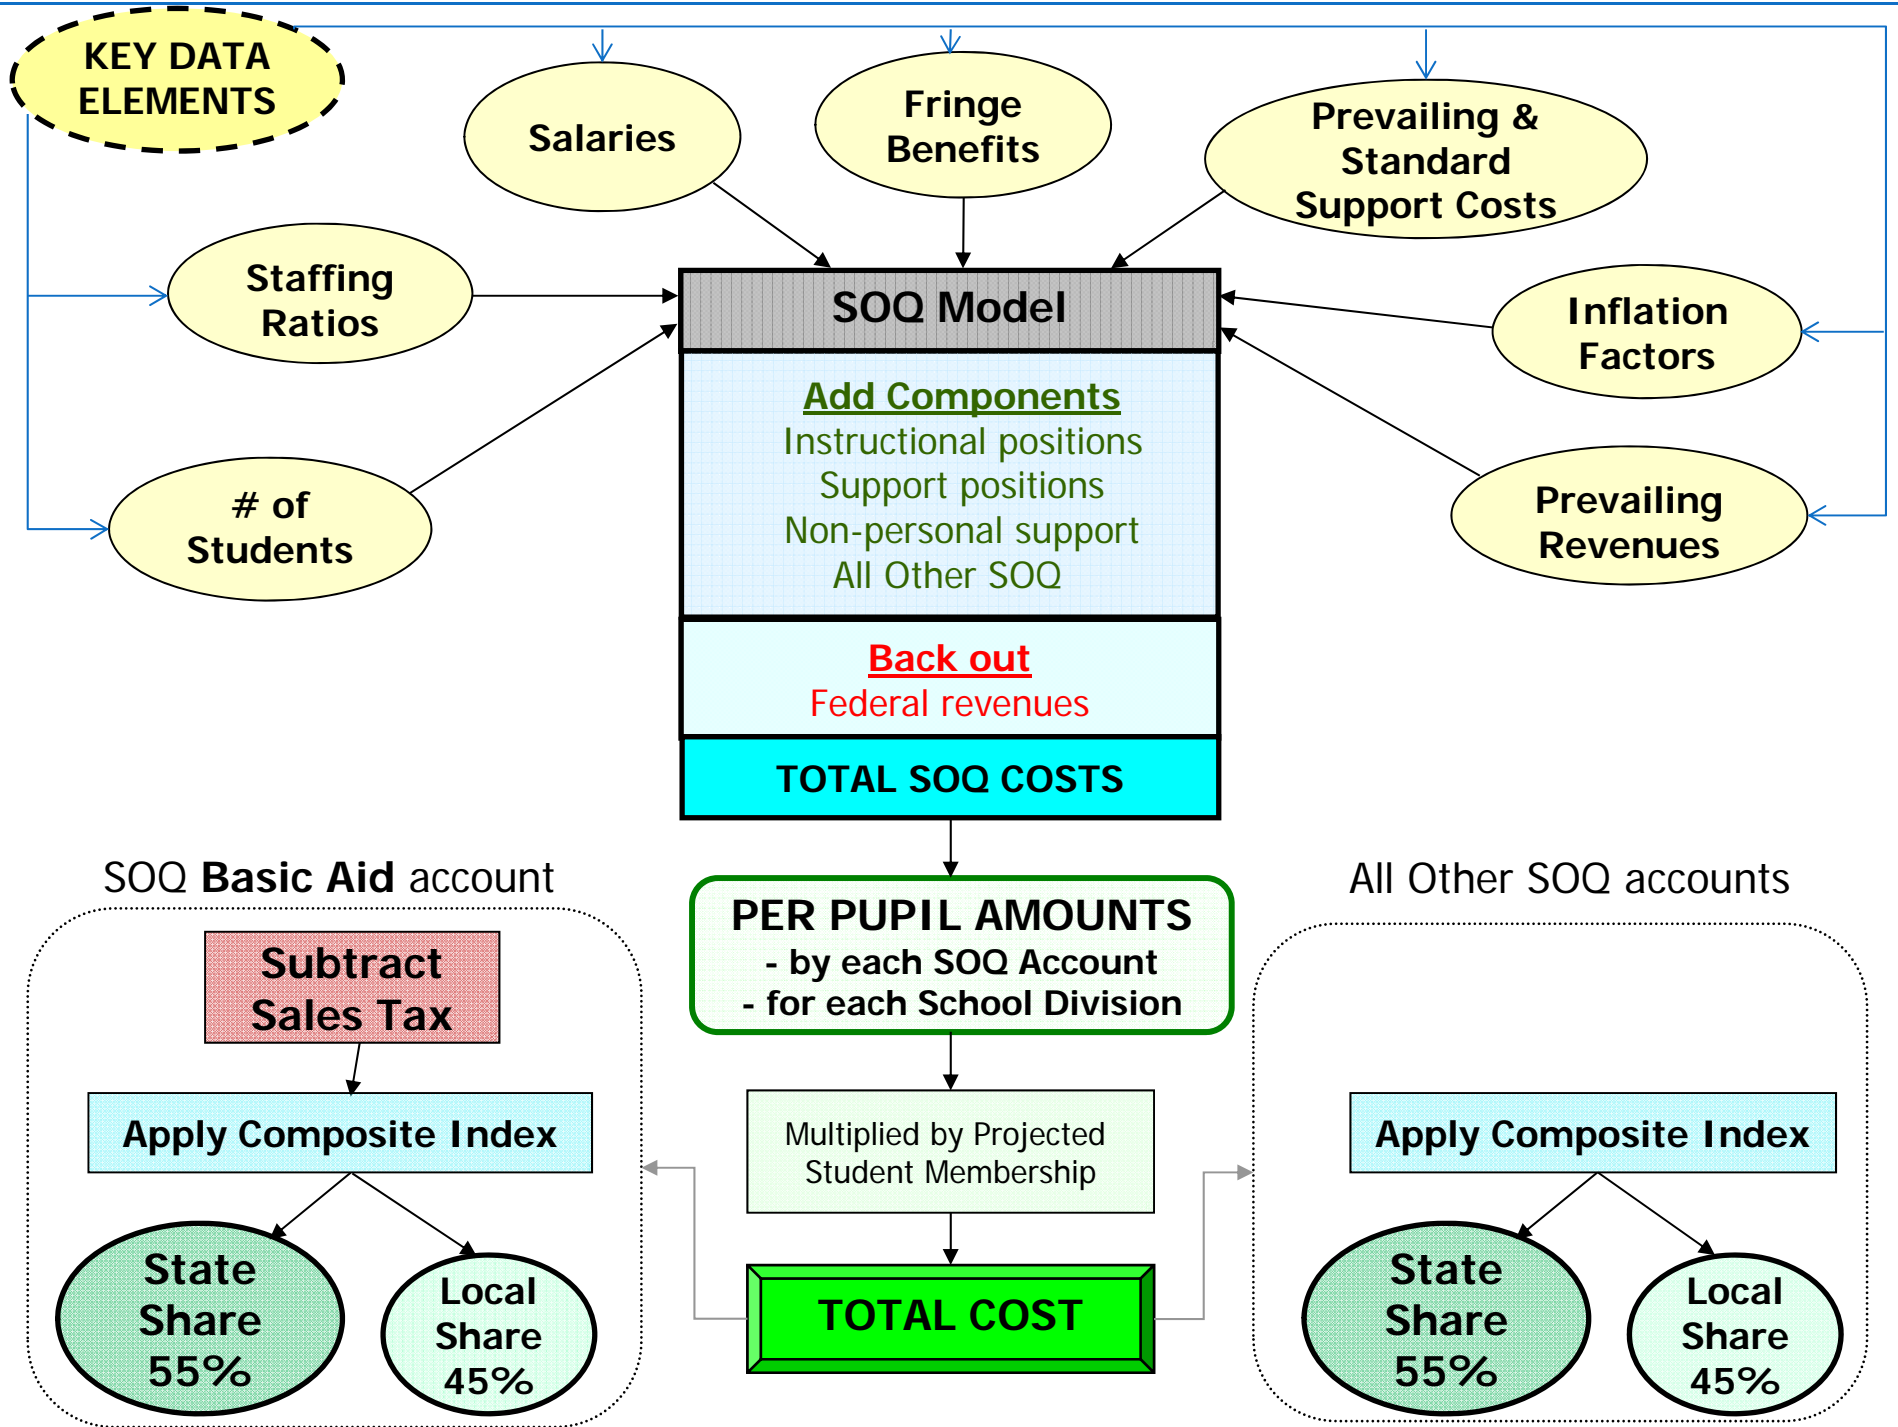 KEY DATA
ELEMENTS
Salaries
Fringe
Benefits
Prevailing &
Standard
Support Costs
Staffing
Ratios
# of
Students
Inflation
Factors
Prevailing
Revenues
SOQ Model
Add Components
Instructional positions
Support positions
Non-personal support
All Other SOQ
Back out
Federal revenues
TOTAL SOQ COSTS
PER PUPIL AMOUNTS
- by each SOQ Account
- for each School Division
Multiplied by Projected
Student Membership
TOTAL COST
SOQ Basic Aid account
Subtract
Sales Tax
Apply Composite Index
State
Share
55%
Local
Share
45%
All Other SOQ accounts
Apply Composite Index
State
Share
55%
Local
Share
45%